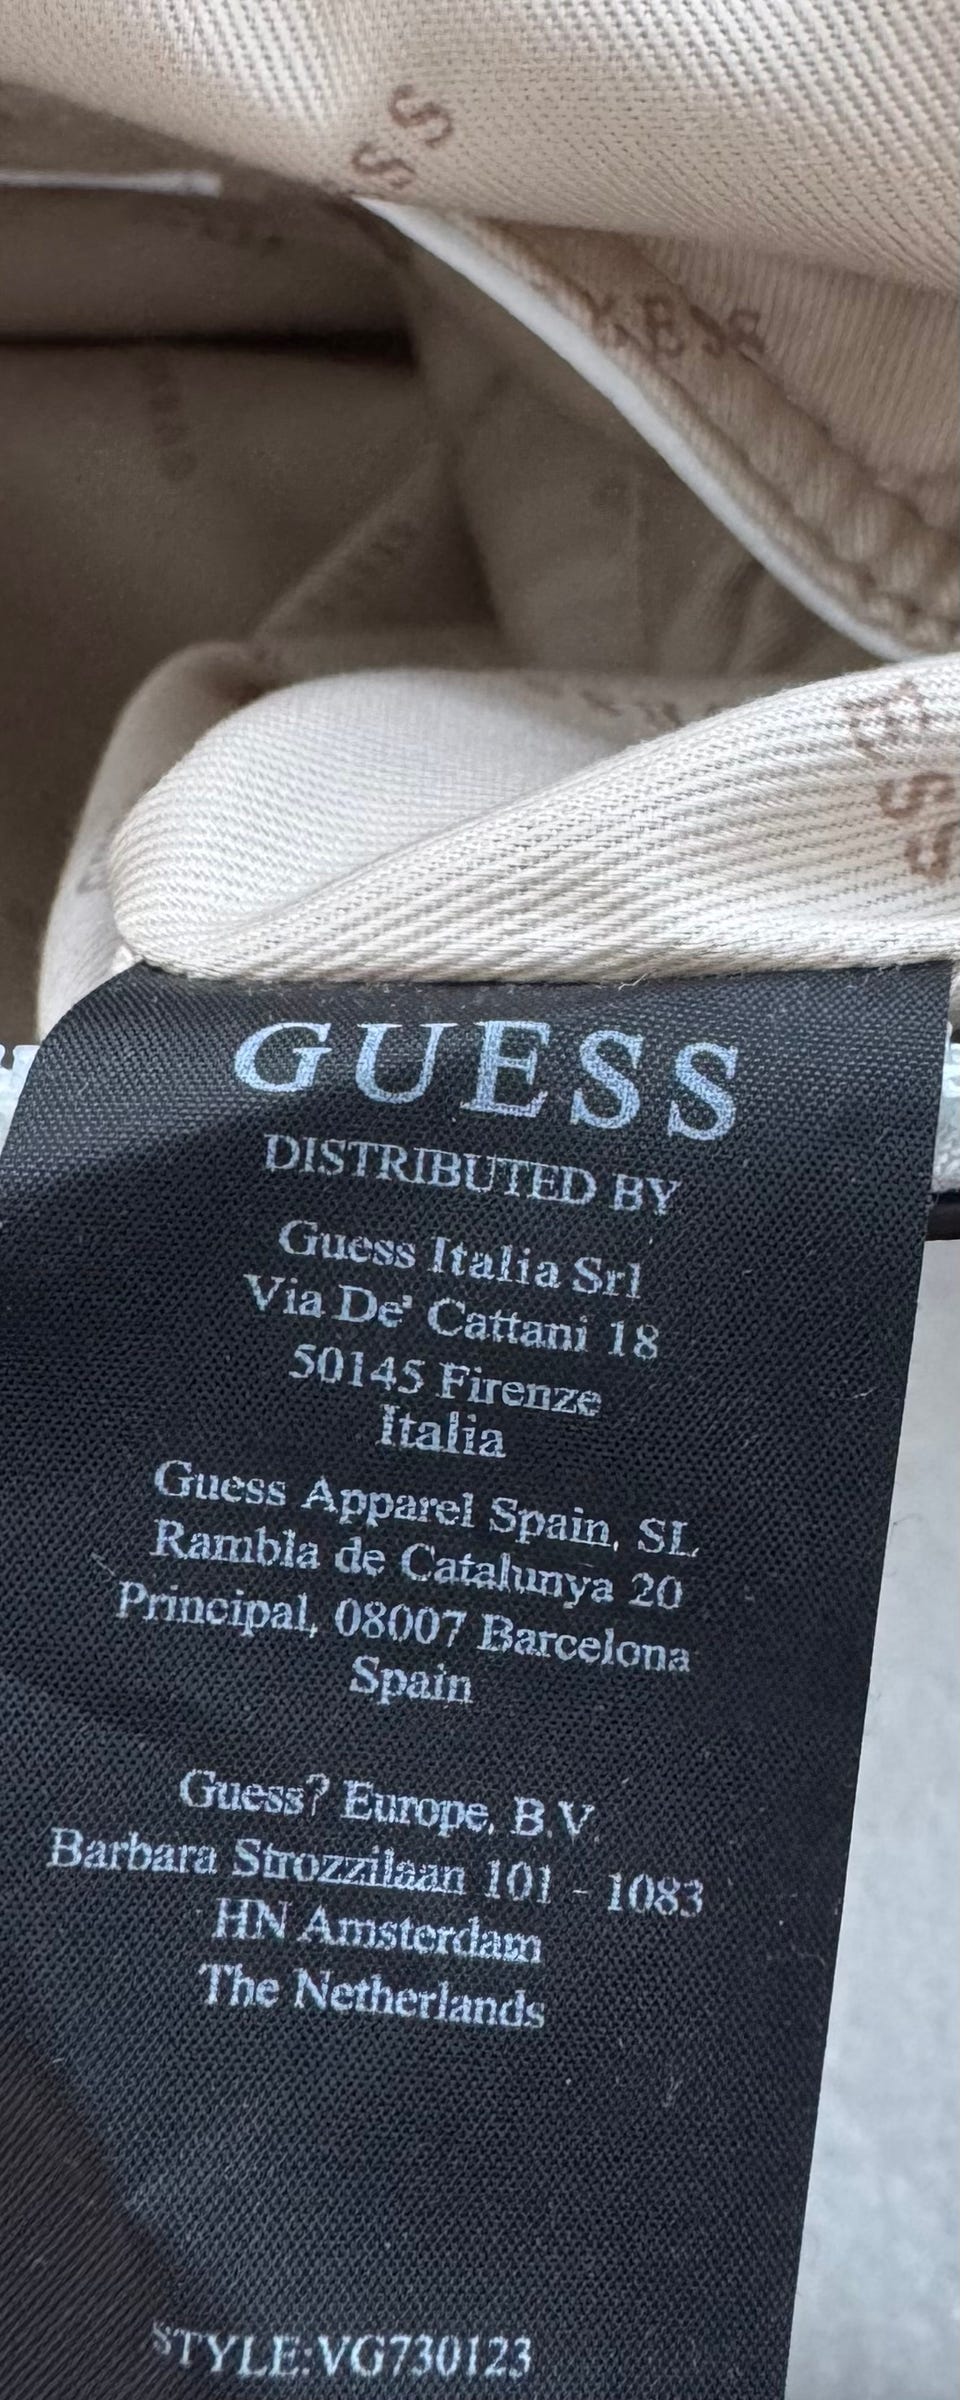 SS
GUESS
DISTRIBUTED BY
Guess Italia Srl
Via De' Cattani 18
50145 Firenze
Italia
Guess Apparel Spain, SL
Rambla de Catalunya 20
Principal, 08007 Barcelona
Spain
Guess? Europe, B.V.
Barbara Strozzilaan 101 - 1083
HN Amsterdam
The Netherlands
STYLE:VG730123